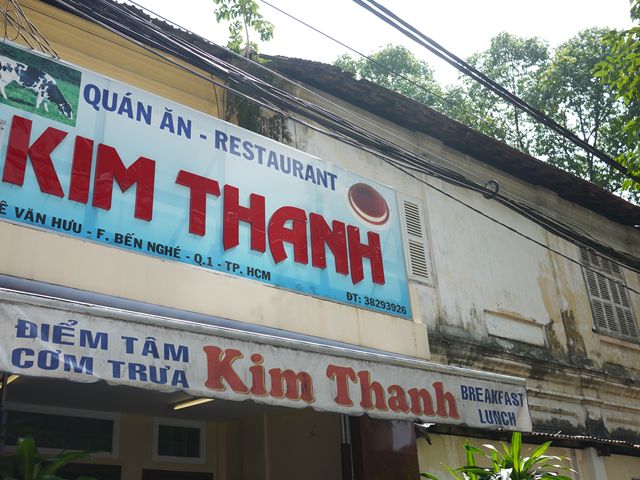 QUÁN ĂN - RESTAURANT
KIM THANH
Ê VĂN HƯU - F. BẾN NGHÉ - Q.1 - TP. HCM
ĐT: 38293926
ĐIỂM TÂM
CƠM TRƯA
Kim Thanh
BREAKFAST
LUNCH